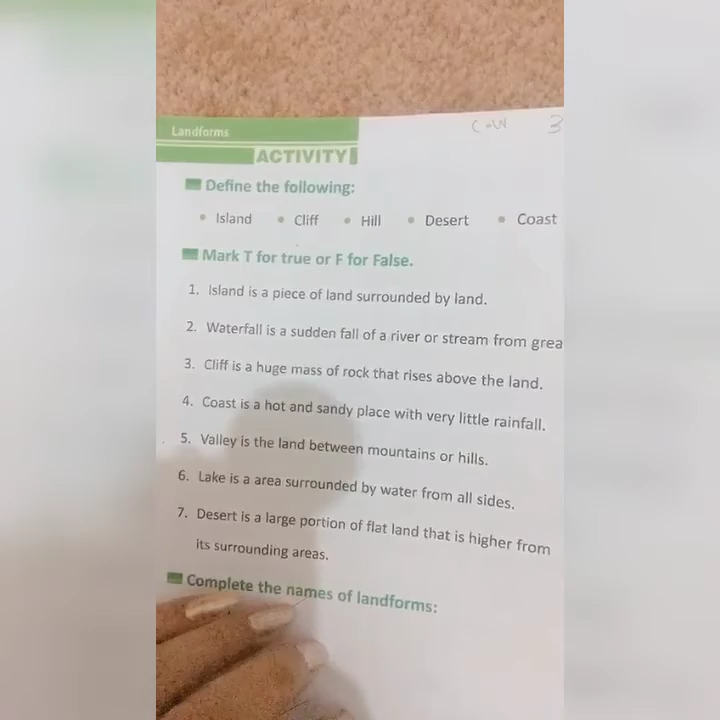 Landforms
C.W 3
ACTIVITY
Define the following:
• Island • Cliff • Hill • Desert • Coast
Mark T for true or F for False.
1. Island is a piece of land surrounded by land.
2. Waterfall is a sudden fall of a river or stream from grea
3. Cliff is a huge mass of rock that rises above the land.
4. Coast is a hot and sandy place with very little rainfall.
5. Valley is the land between mountains or hills.
6. Lake is a area surrounded by water from all sides.
7. Desert is a large portion of flat land that is higher from
its surrounding areas.
Complete the names of landforms: